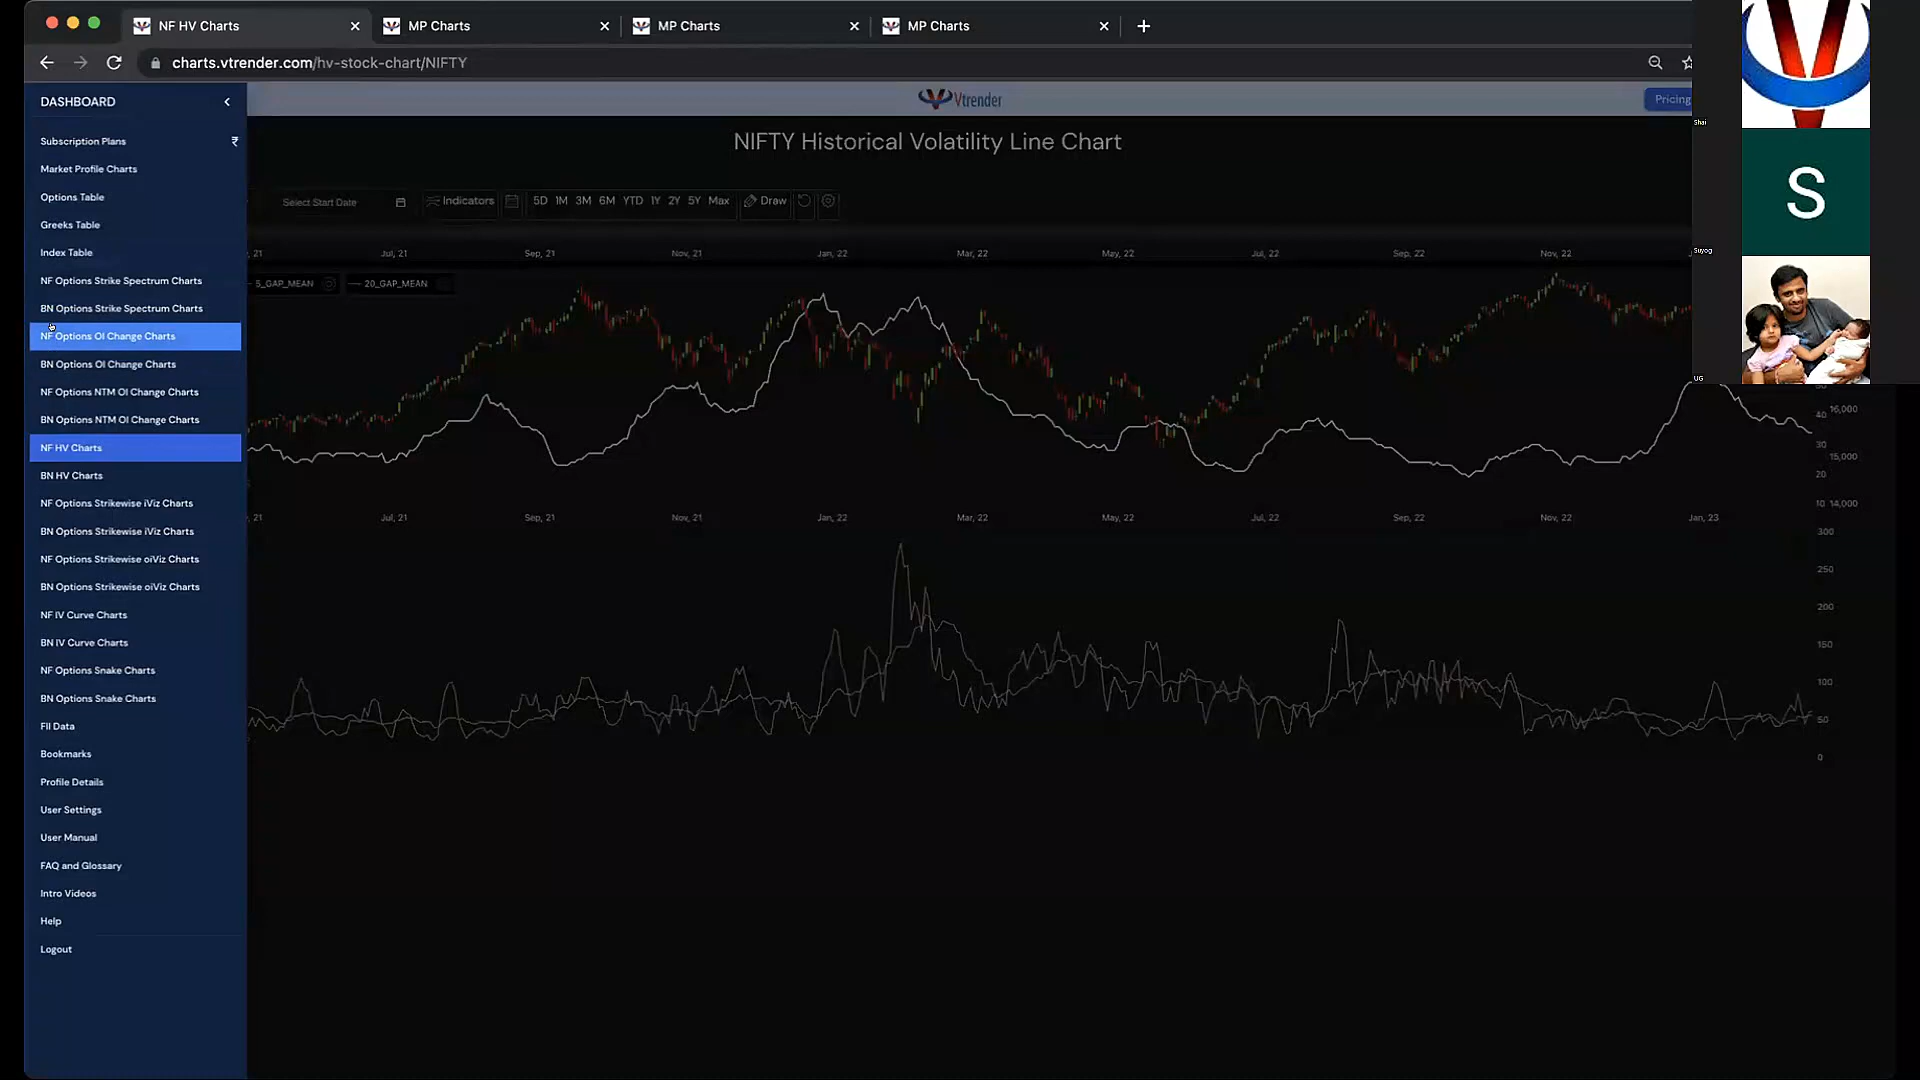 NF HV Charts
MP Charts
MP Charts
MP Charts
charts.vtrender.com/hv-stock-chart/NIFTY
DASHBOARD
Vtrender
Pricing
Shai
Subscription Plans ₹
Market Profile Charts
Options Table
Greeks Table
Index Table
NF Options Strike Spectrum Charts
BN Options Strike Spectrum Charts
NF Options OI Change Charts
BN Options OI Change Charts
NF Options NTM OI Change Charts
BN Options NTM OI Change Charts
NF HV Charts
BN HV Charts
NF Options Strikewise iViz Charts
BN Options Strikewise iViz Charts
NF Options Strikewise oiViz Charts
BN Options Strikewise oiViz Charts
NF IV Curve Charts
BN IV Curve Charts
NF Options Snake Charts
BN Options Snake Charts
FII Data
Bookmarks
Profile Details
User Settings
User Manual
FAQ and Glossary
Intro Videos
Help
Logout
NIFTY Historical Volatility Line Chart
Select Start Date
Indicators
5D 1M 3M 6M YTD 1Y 2Y 5Y Max
Draw
, 21 Jul, 21 Sep, 21 Nov, 21 Jan, 22 Mar, 22 May, 22 Jul, 22 Sep, 22 Nov, 22
5_GAP_MEAN
20_GAP_MEAN
S
Suyog
UG
40 16,000
30
15,000
20
10 14,000
, 21 Jul, 21 Sep, 21 Nov, 21 Jan, 22 Mar, 22 May, 22 Jul, 22 Sep, 22 Nov, 22 Jan, 23
300
250
200
150
100
50
0